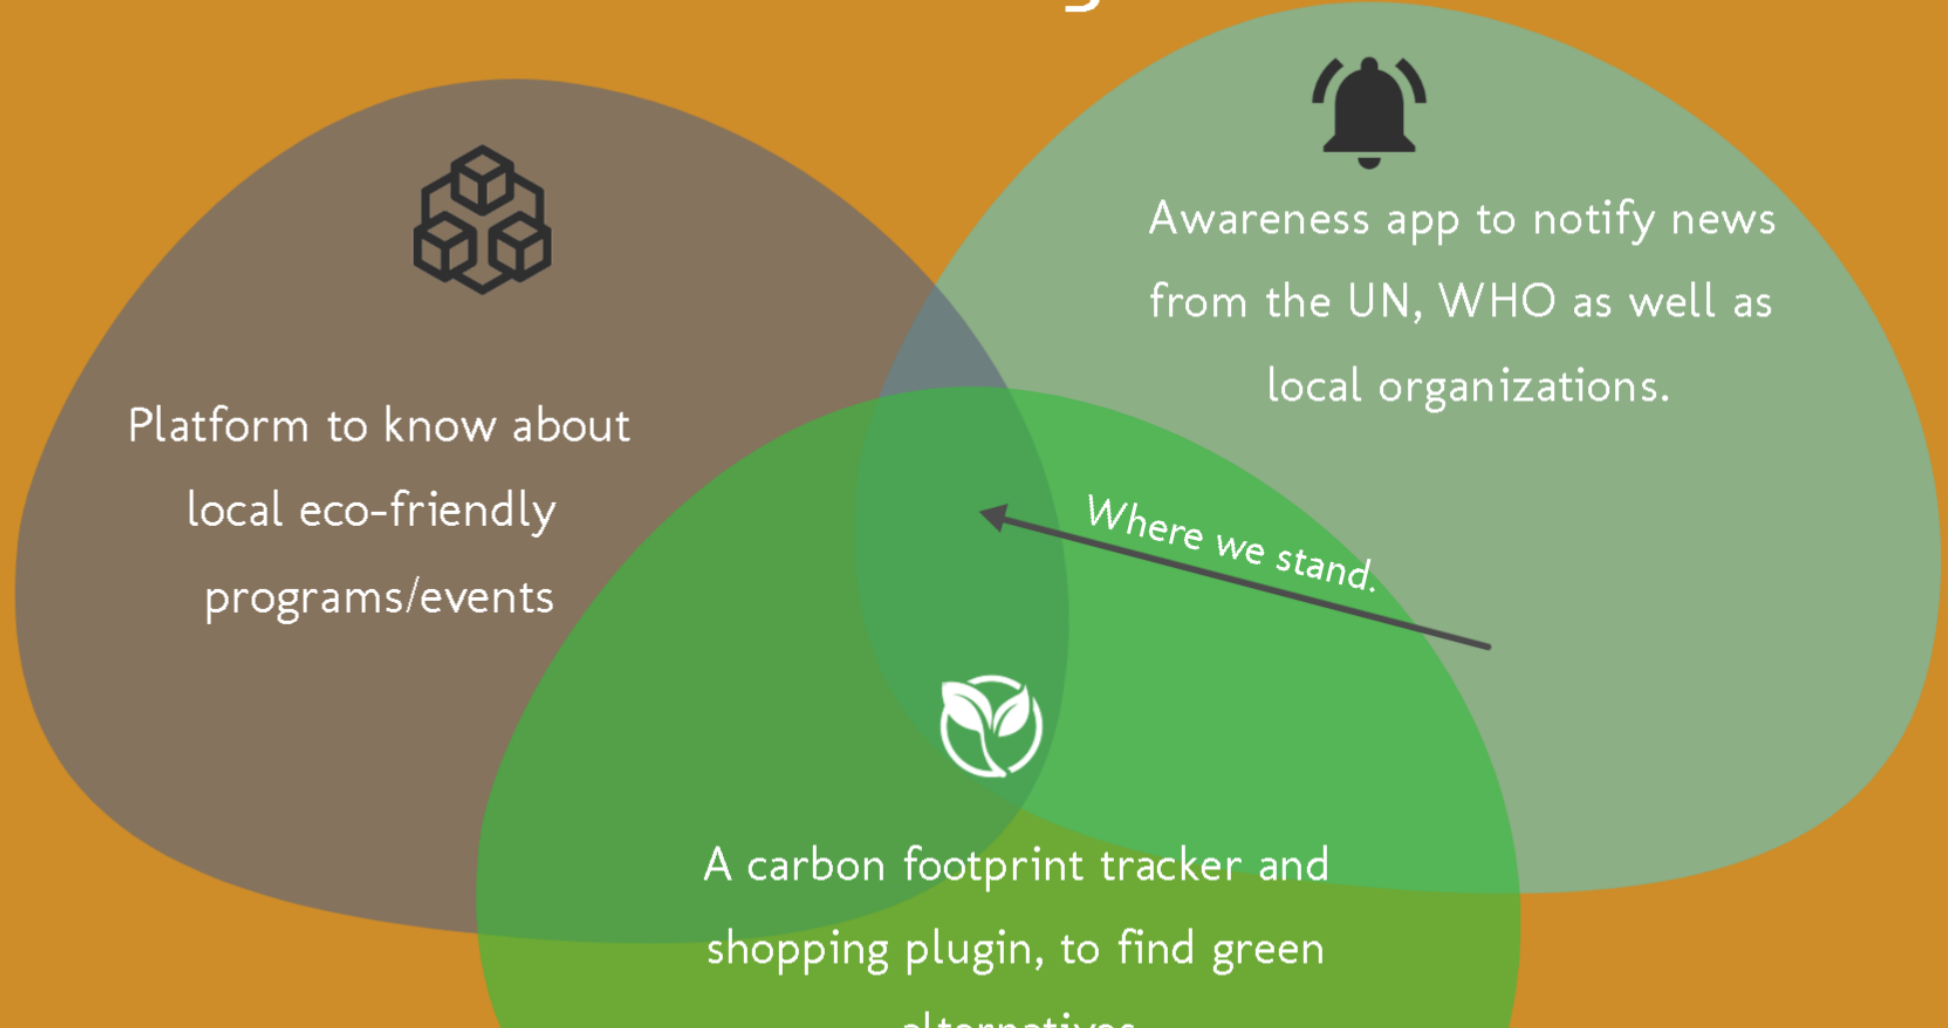 Awareness app to notify news
from the UN, WHO as well as
local organizations.
Platform to know about
local eco-friendly
programs/events
Where we stand.
A carbon footprint tracker and
shopping plugin, to find green
alternatives